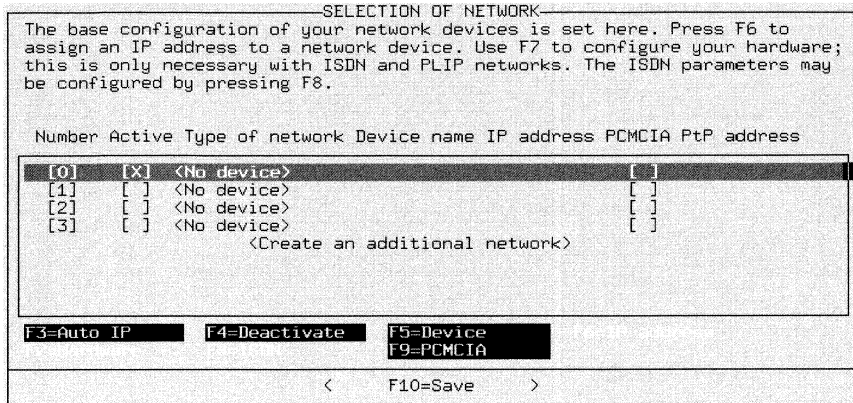 SELECTION OF NETWORK
The base configuration of your network devices is set here. Press F6 to
assign an IP address to a network device. Use F7 to configure your hardware;
this is only necessary with ISDN and PLIP networks. The ISDN parameters may
be configured by pressing F8.
Number Active Type of network Device name IP address PCMCIA PtP address
[0] [X] <No device> [ ]
[1] [ ] <No device> [ ]
[2] [ ] <No device> [ ]
[3] [ ] <No device> [ ]
<Create an additional network>
F3=Auto IP F4=Deactivate F5=Device
F9=PCMCIA
< F10=Save >